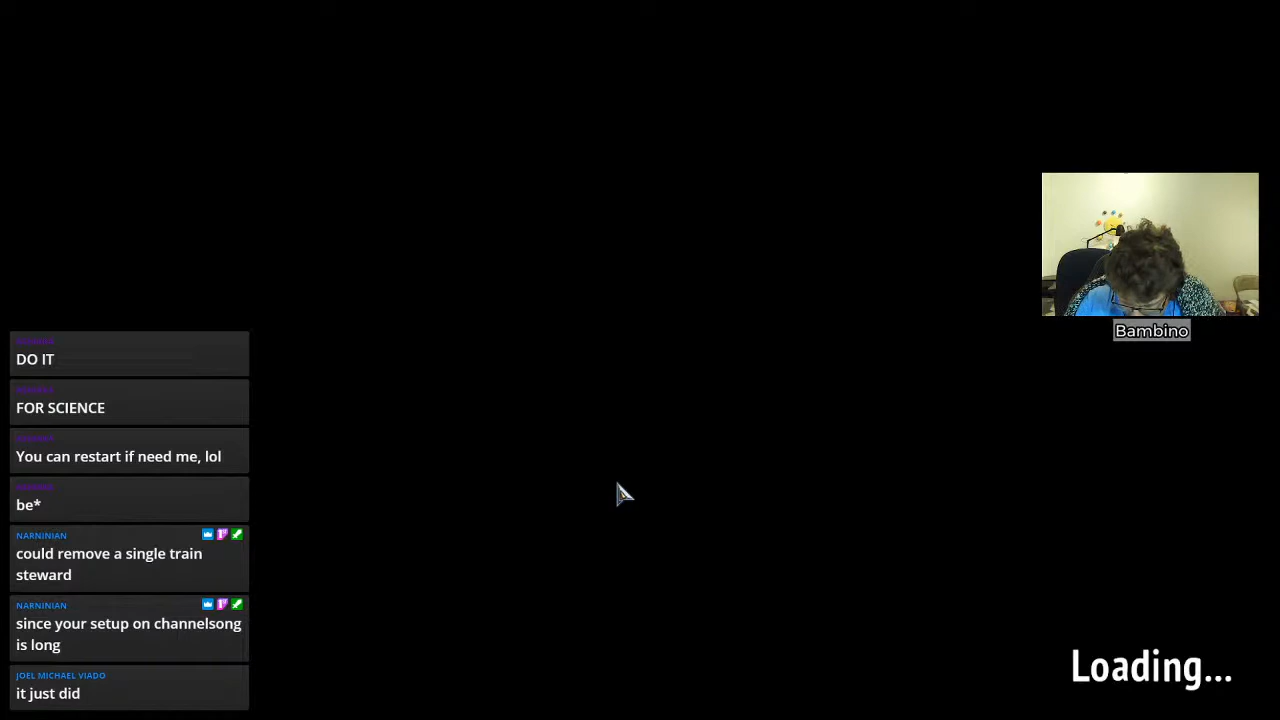 DO IT
FOR SCIENCE
You can restart if need me, lol
be*
NARNINIAN
could remove a single train
steward
NARNINIAN
since your setup on channelsong
is long
JOEL MICHAEL VIADO
it just did
Bambino
Loading...